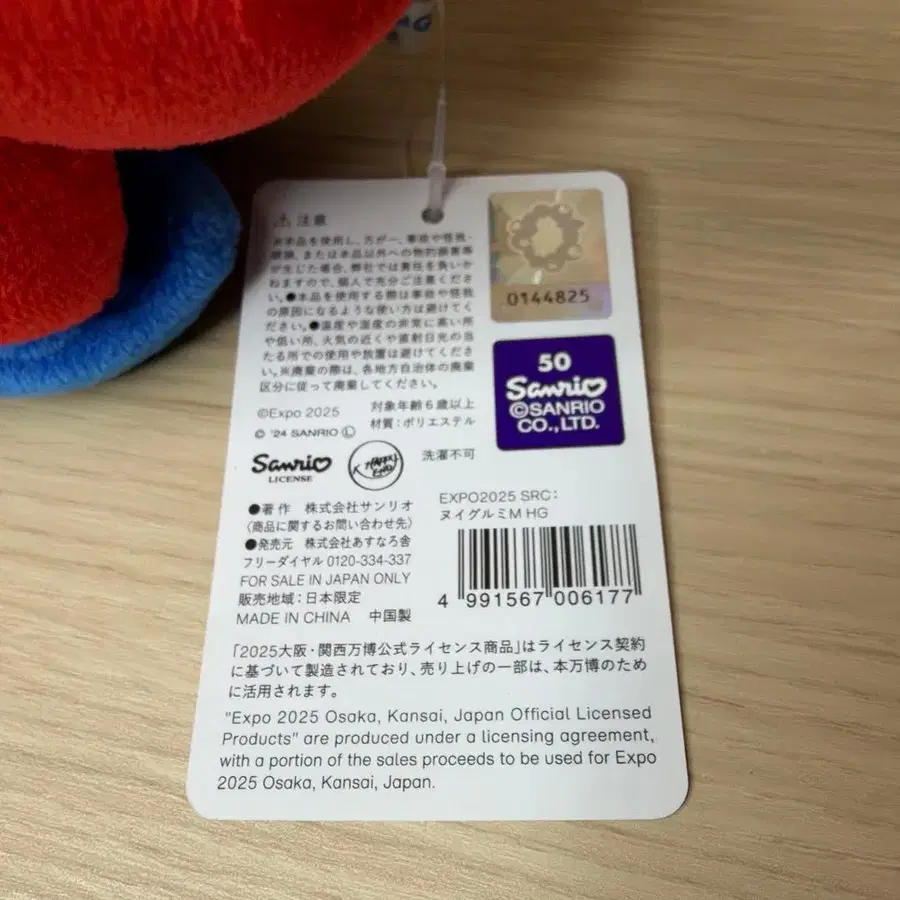 ⚠ 注意
※本品を使用し、万が一、事故や怪我・
破損、または本品以外への物的損害等
が生じた場合、弊社では責任を負いか
ねますので、個人で充分ご注意くださ
い。●本品を使用する際は事故や怪我
の原因になるような使い方は避けてく
ださい。●温度や湿度の非常に高い所
や低い所、火気の近くや直射日光の当
たる所での使用や放置は避けてくださ
い。※廃棄の際は、各地方自治体の廃棄
区分に従って廃棄してください。
©Expo 2025
対象年齢6歳以上
© '24 SANRIO Ⓛ
材質:ポリエステル
Sanrio
LICENSE
洗濯不可
0144825
50
Sanrio
©SANRIO
CO.,LTD.
●著作 株式会社サンリオ
(商品に関するお問い合わせ先)
●発売元 株式会社あすなろ舎
フリーダイヤル 0120-334-337
FOR SALE IN JAPAN ONLY
販売地域:日本限定
MADE IN CHINA 中国製
EXPO2025 SRC:
ヌイグルミM HG
4 991567 006177
「2025大阪・関西万博公式ライセンス商品」はライセンス契約
に基づいて製造されており、売り上げの一部は、本万博のため
に活用されます。
"Expo 2025 Osaka, Kansai, Japan Official Licensed
Products" are produced under a licensing agreement,
with a portion of the sales proceeds to be used for Expo
2025 Osaka, Kansai, Japan.